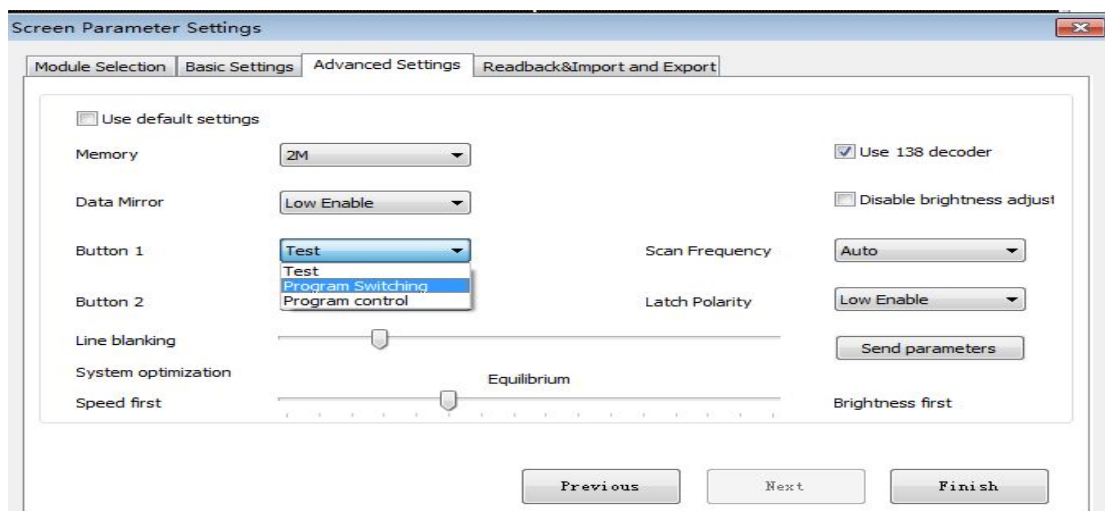 Screen Parameter Settings
Module Selection Basic Settings Advanced Settings Readback&Import and Export
Use default settings
Memory 2M Use 138 decoder
Data Mirror Low Enable Disable brightness adjust
Button 1 Test Scan Frequency Auto
Test
Program Switching
Button 2 Program control Latch Polarity Low Enable
Line blanking Send parameters
System optimization Equilibrium
Speed first Brightness first
Previous Next Finish